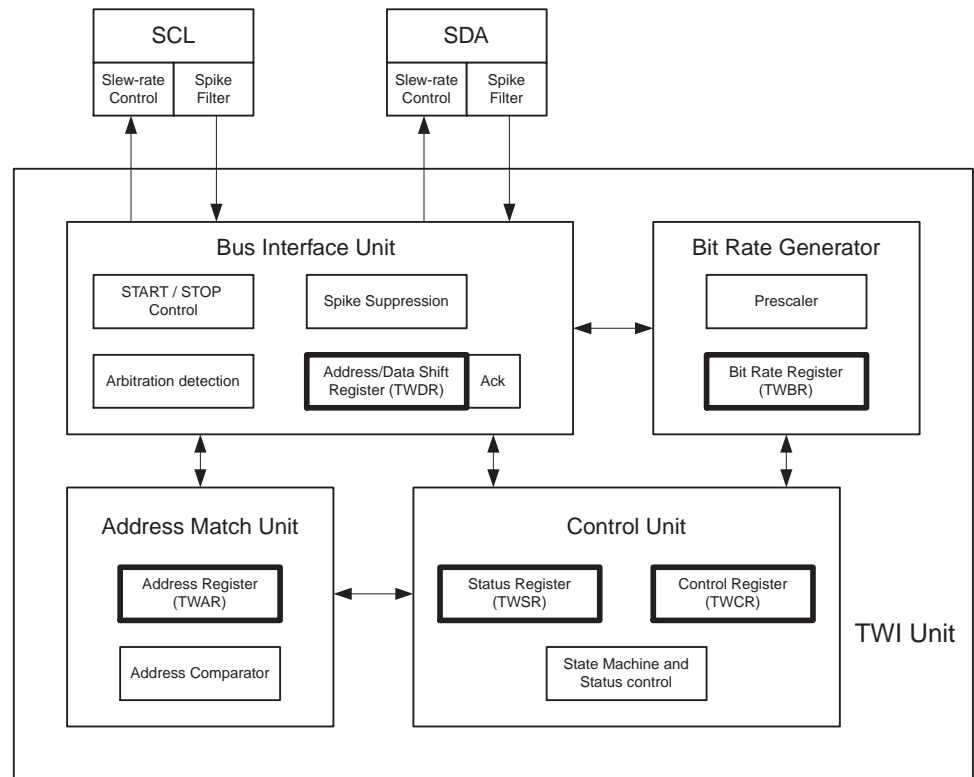 SCL
SDA
Slew-rate
Control
Spike
Filter
Slew-rate
Control
Spike
Filter
Bus Interface Unit
START / STOP
Control
Spike Suppression
Arbitration detection
Address/Data Shift
Register (TWDR)
Ack
Bit Rate Generator
Prescaler
Bit Rate Register
(TWBR)
Address Match Unit
Address Register
(TWAR)
Address Comparator
Control Unit
Status Register
(TWSR)
Control Register
(TWCR)
State Machine and
Status control
TWI Unit